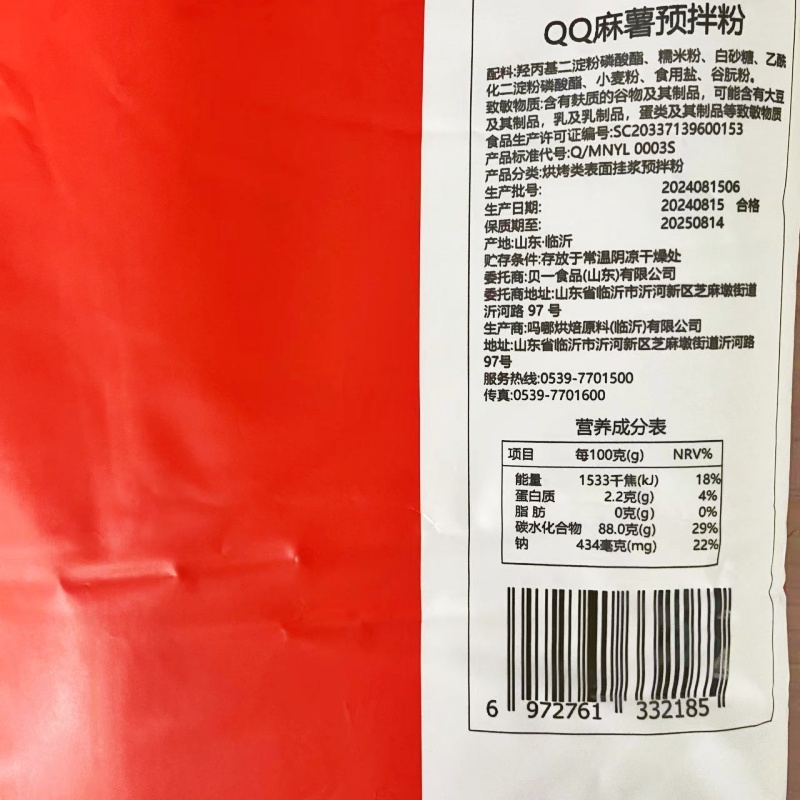 QQ麻薯预拌粉
配料:羟丙基二淀粉磷酸酯、糯米粉、白砂糖、乙酰
化二淀粉磷酸酯、小麦粉、食用盐、谷朊粉。
致敏物质:含有麸质的谷物及其制品，可能含有大豆
及其制品，乳及乳制品，蛋类及其制品等致敏物质
食品生产许可证编号:SC20337139600153
产品标准代号:Q/MNYL 0003S
产品分类:烘烤类表面挂浆预拌粉
生产批号: 2024081506
生产日期: 20240815 合格
保质期至: 20250814
产地:山东·临沂
贮存条件:存放于常温阴凉干燥处
委托商:贝一食品(山东)有限公司
委托商地址:山东省临沂市沂河新区芝麻墩街道
沂河路 97 号
生产商:吗哪烘焙原料(临沂)有限公司
地址:山东省临沂市沂河新区芝麻墩街道沂河路
97号
服务热线:0539-7701500
传真:0539-7701600
营养成分表
项目 每100克(g) NRV%
能量 1533千焦(kJ) 18%
蛋白质 2.2克(g) 4%
脂肪 0克(g) 0%
碳水化合物 88.0克(g) 29%
钠 434毫克(mg) 22%
6 972761 332185